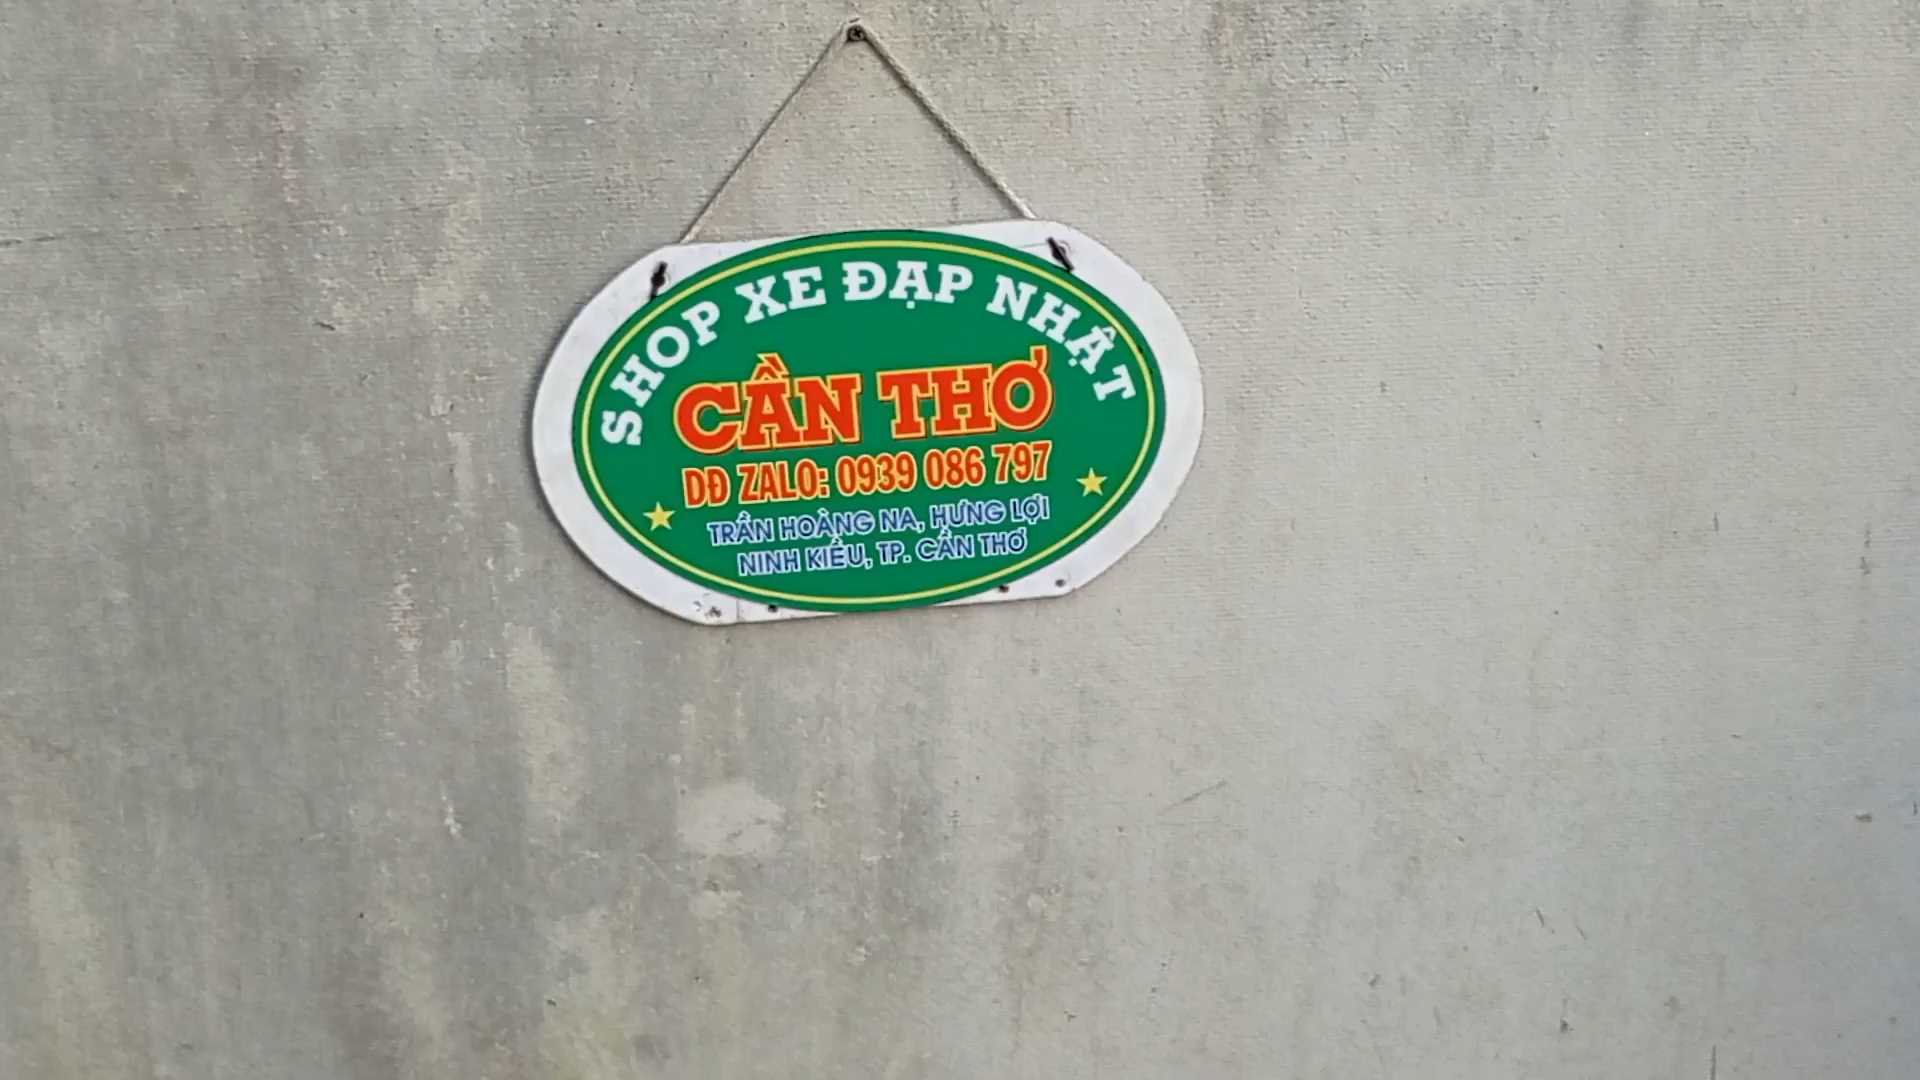 SHOP XE ĐẠP NHẬT
CẦN THƠ
DĐ ZALO: 0939 086 797
TRẦN HOÀNG NA, HƯNG LỢI
NINH KIỀU, TP. CẦN THƠ